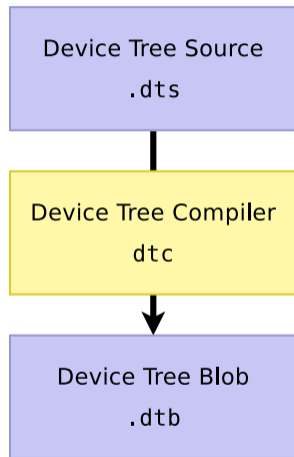 Device Tree Source
.dts
Device Tree Compiler
dtc
Device Tree Blob
.dtb